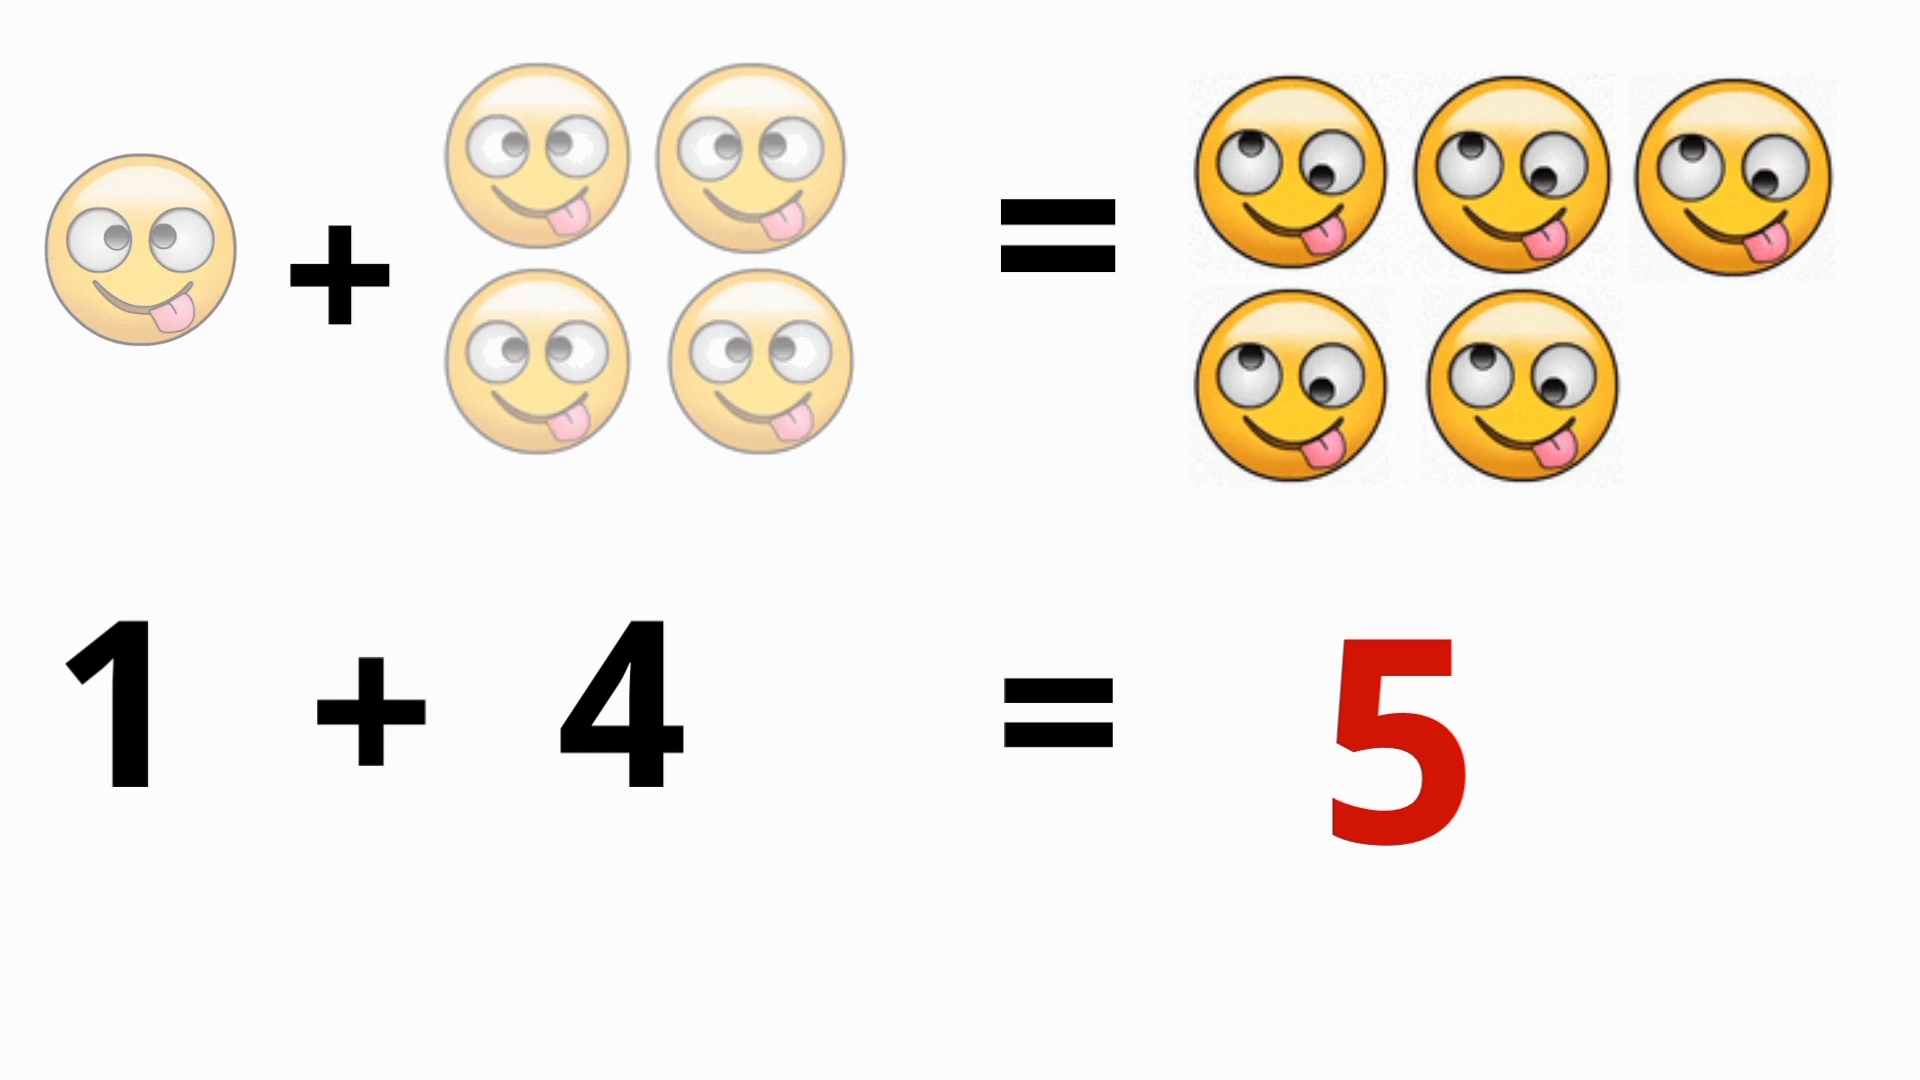 + =
1 + 4 = 5